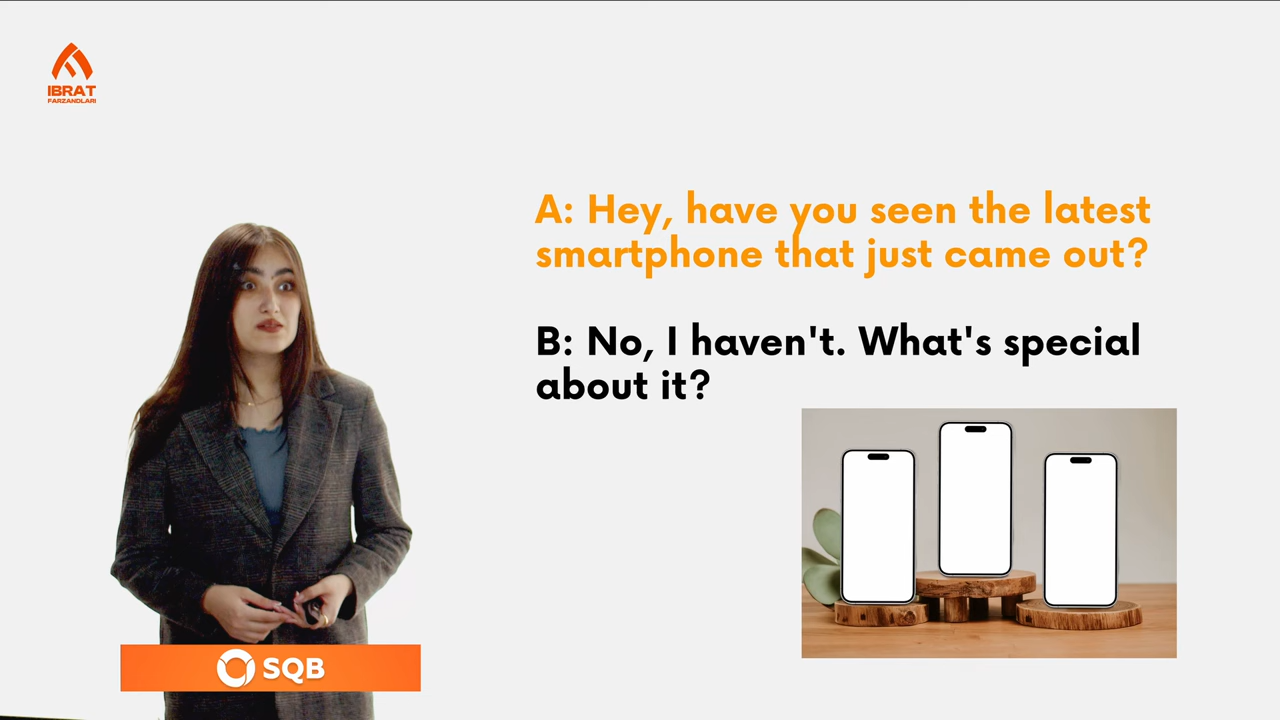 IBRAT
FARZANDLARI
A: Hey, have you seen the latest
smartphone that just came out?
B: No, I haven't. What's special
about it?
SQB